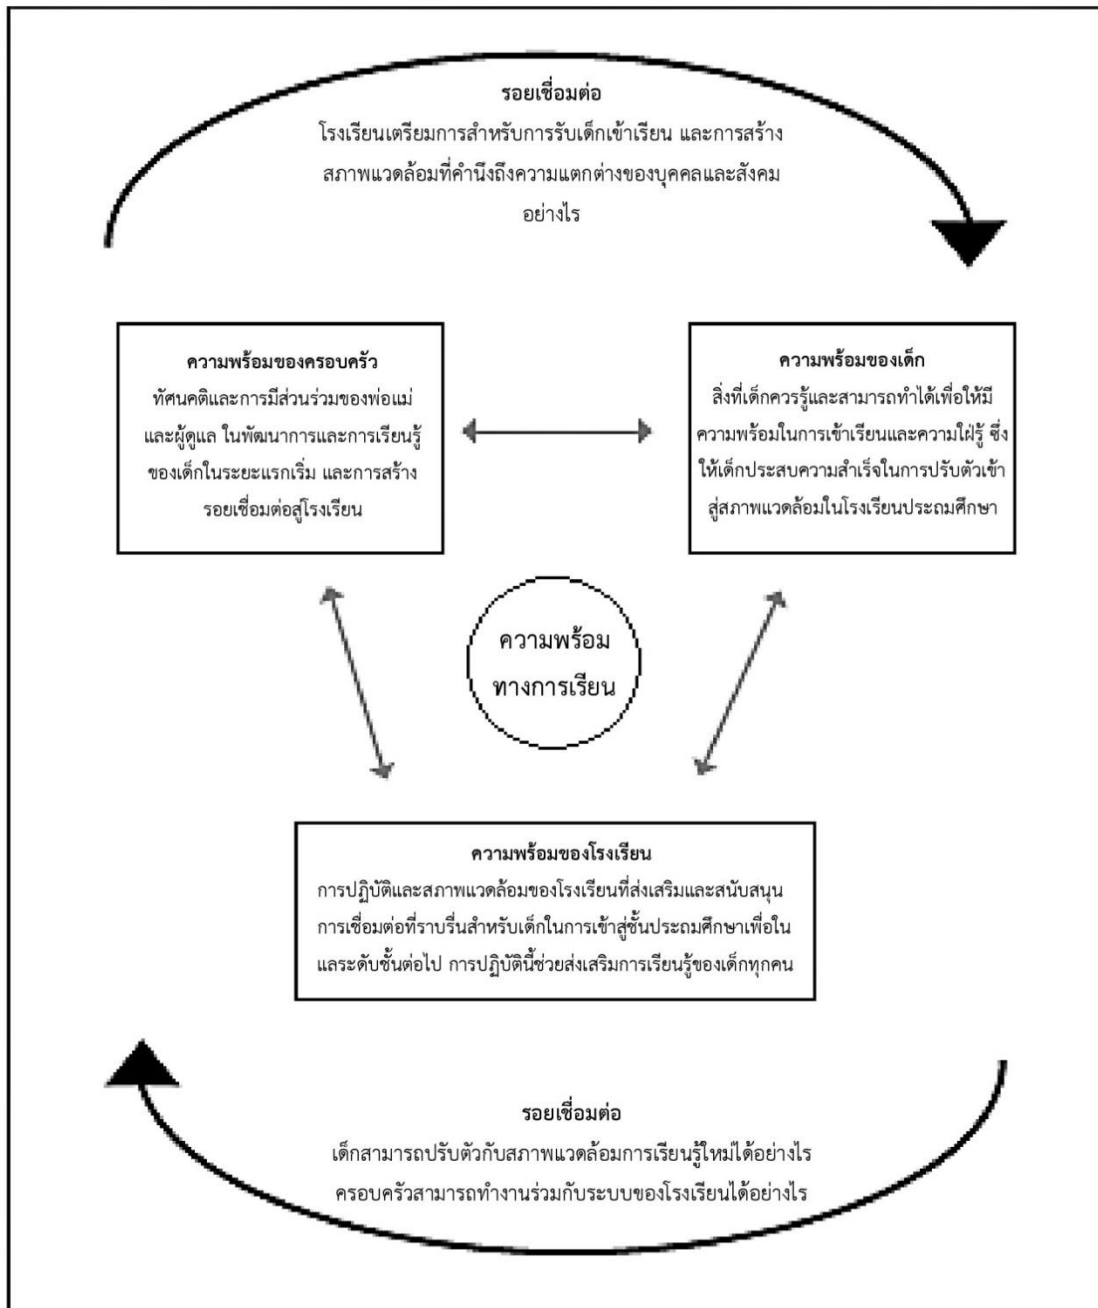 รอยเชื่อมต่อ
โรงเรียนเตรียมการสำหรับการรับเด็กเข้าเรียน และการสร้าง
สภาพแวดล้อมที่คำนึงถึงความแตกต่างของบุคคลและสังคม
อย่างไร
ความพร้อมของครอบครัว
ทัศนคติและการมีส่วนร่วมของพ่อแม่
และผู้ดูแล ในพัฒนาการและการเรียนรู้
ของเด็กในระยะแรกเริ่ม และการสร้าง
รอยเชื่อมต่อสู่โรงเรียน
ความพร้อมของเด็ก
สิ่งที่เด็กควรรู้และสามารถทำได้เพื่อให้มี
ความพร้อมในการเข้าเรียนและความใฝ่รู้ ซึ่ง
ให้เด็กประสบความสำเร็จในการปรับตัวเข้า
สู่สภาพแวดล้อมในโรงเรียนประถมศึกษา
ความพร้อม
ทางการเรียน
ความพร้อมของโรงเรียน
การปฏิบัติและสภาพแวดล้อมของโรงเรียนที่ส่งเสริมและสนับสนุน
การเชื่อมต่อที่ราบรื่นสำหรับเด็กในการเข้าสู่ชั้นประถมศึกษาเพื่อใน
แลระดับชั้นต่อไป การปฏิบัตินี้ช่วยส่งเสริมการเรียนรู้ของเด็กทุกคน
รอยเชื่อมต่อ
เด็กสามารถปรับตัวกับสภาพแวดล้อมการเรียนรู้ใหม่ได้อย่างไร
ครอบครัวสามารถทำงานร่วมกับระบบของโรงเรียนได้อย่างไร